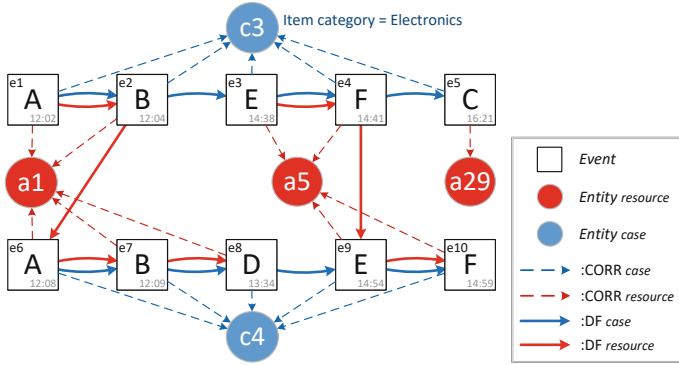 c3 Item category = Electronics
e1 A 12:02
e2 B 12:04
e3 E 14:38
e4 F 14:41
e5 C 16:21
a1
a5
a29
e6 A 12:08
e7 B 12:09
e8 D 13:34
e9 E 14:54
e10 F 14:59
c4
Event
Entity resource
Entity case
:CORR case
:CORR resource
:DF case
:DF resource